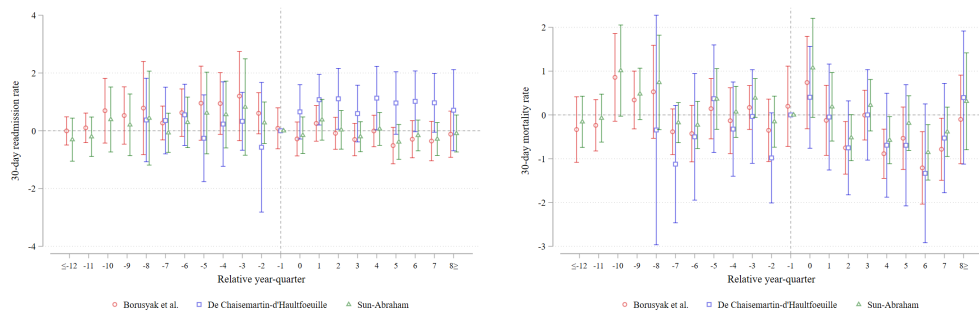 30-day readmission rate
4
2
0
-2
-4
≤-12 -11 -10 -9 -8 -7 -6 -5 -4 -3 -2 -1 0 1 2 3 4 5 6 7 8≥
Relative year-quarter
Borusyak et al. De Chaisemartin-d'Haultfoeuille Sun-Abraham
30-day mortality rate
2
1
0
-1
-2
-3
≤-12 -11 -10 -9 -8 -7 -6 -5 -4 -3 -2 -1 0 1 2 3 4 5 6 7 8≥
Relative year-quarter
Borusyak et al. De Chaisemartin-d'Haultfoeuille Sun-Abraham